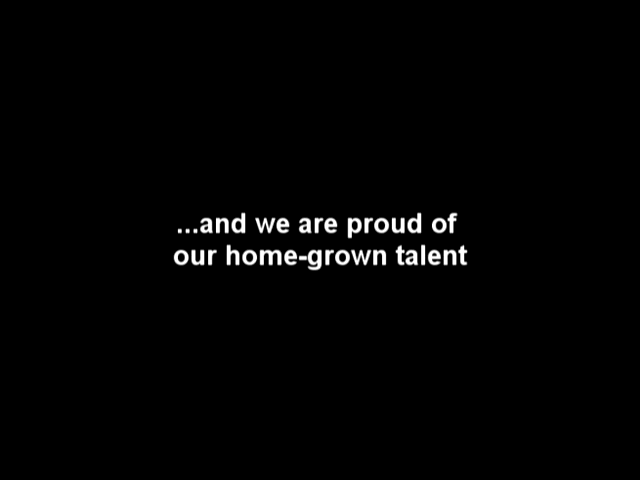 ...and we are proud of
our home-grown talent